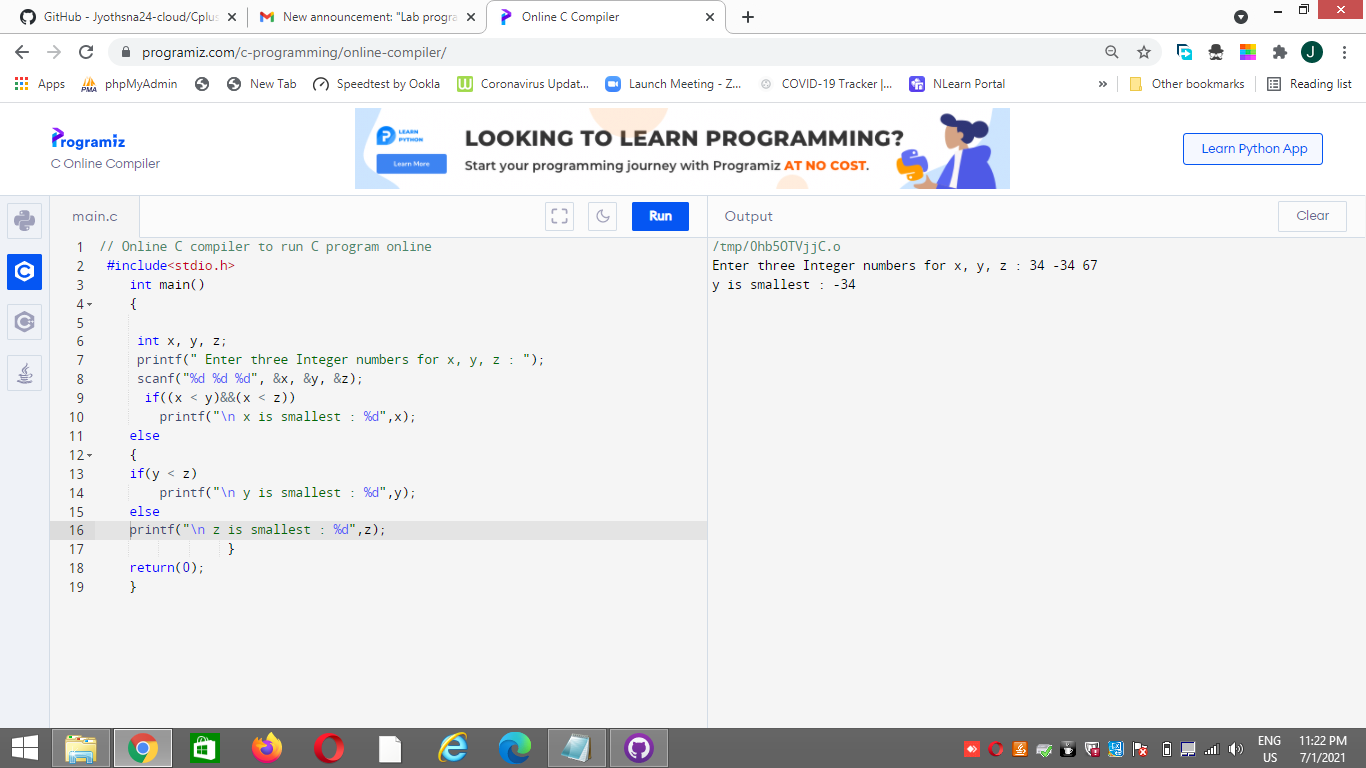 GitHub - Jyothsna24-cloud/Cplus
New announcement: "Lab progra
Online C Compiler
programiz.com/c-programming/online-compiler/
J
Apps
phpMyAdmin
New Tab
Speedtest by Ookla
Coronavirus Updat...
Launch Meeting - Z...
COVID-19 Tracker |...
NLearn Portal
»
Other bookmarks
Reading list
Programiz
C Online Compiler
LEARN
PYTHON
Learn More
LOOKING TO LEARN PROGRAMMING?
Start your programming journey with Programiz AT NO COST.
Learn Python App
main.c
Run
Output
Clear
1 // Online C compiler to run C program online
2 #include<stdio.h>
3 int main()
4 {
5
6 int x, y, z;
7 printf(" Enter three Integer numbers for x, y, z : ");
8 scanf("%d %d %d", &x, &y, &z);
9 if((x < y)&&(x < z))
10 printf("\n x is smallest : %d",x);
11 else
12 {
13 if(y < z)
14 printf("\n y is smallest : %d",y);
15 else
16 printf("\n z is smallest : %d",z);
17 }
18 return(0);
19 }
/tmp/Ohb5OTVjjC.o
Enter three Integer numbers for x, y, z : 34 -34 67
y is smallest : -34
ENG
US
11:22 PM
7/1/2021